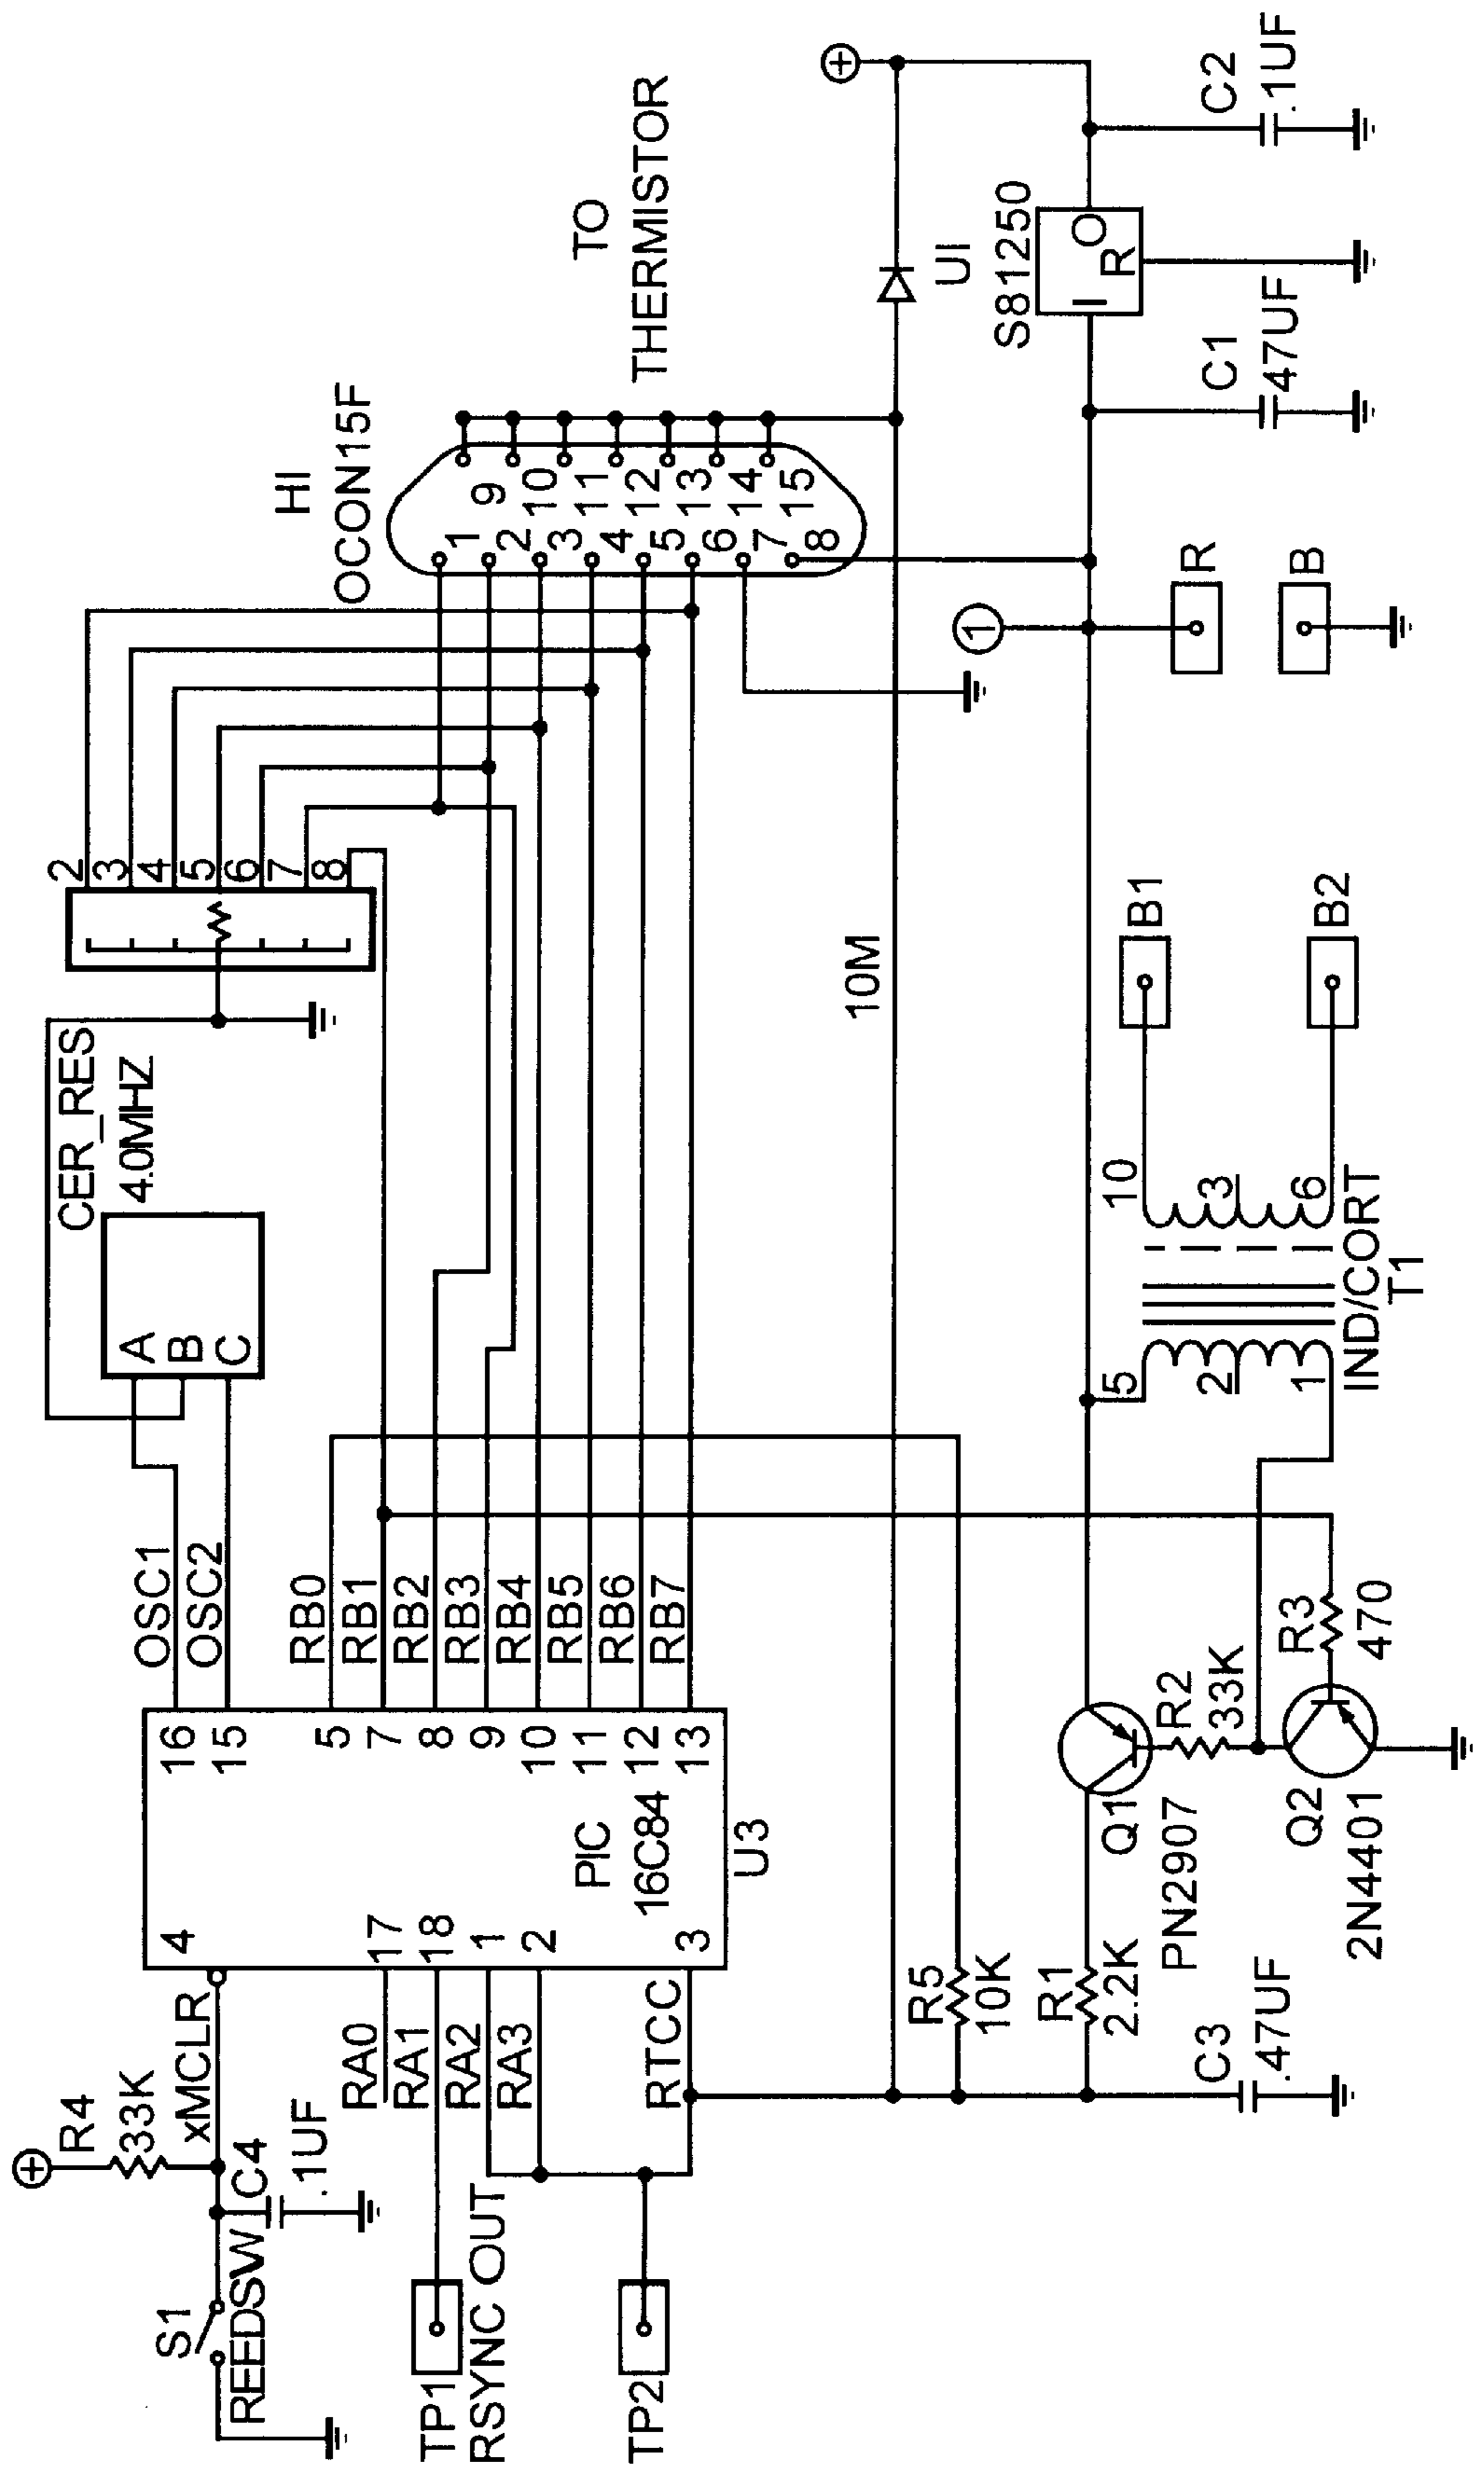 R4
33K
xMCLR
C4
.1UF
S1
REEDSW
TP1
RSYNC OUT
TP2
RA0
RA1
RA2
RA3
RTCC
4
17
18
1
2
3
PIC
16C84
U3
16
15
5
7
8
9
10
11
12
13
OSC1
OSC2
RB0
RB1
RB2
RB3
RB4
RB5
RB6
RB7
A
B
C
CER_RES
4.0MHZ
2
3
4
5
6
7
8
HI
OCON15F
1
2
3
4
5
6
7
8
9
10
11
12
13
14
15
TO
THERMISTOR
10M
R5
10K
R1
2.2K
C3
.47UF
Q1
PN2907
R2
33K
Q2
2N4401
R3
470
5
2
1
10
3
6
IND/CORT
T1
B1
B2
1
R
B
UI
S81250
I
O
R
C1
47UF
C2
.1UF
+
+